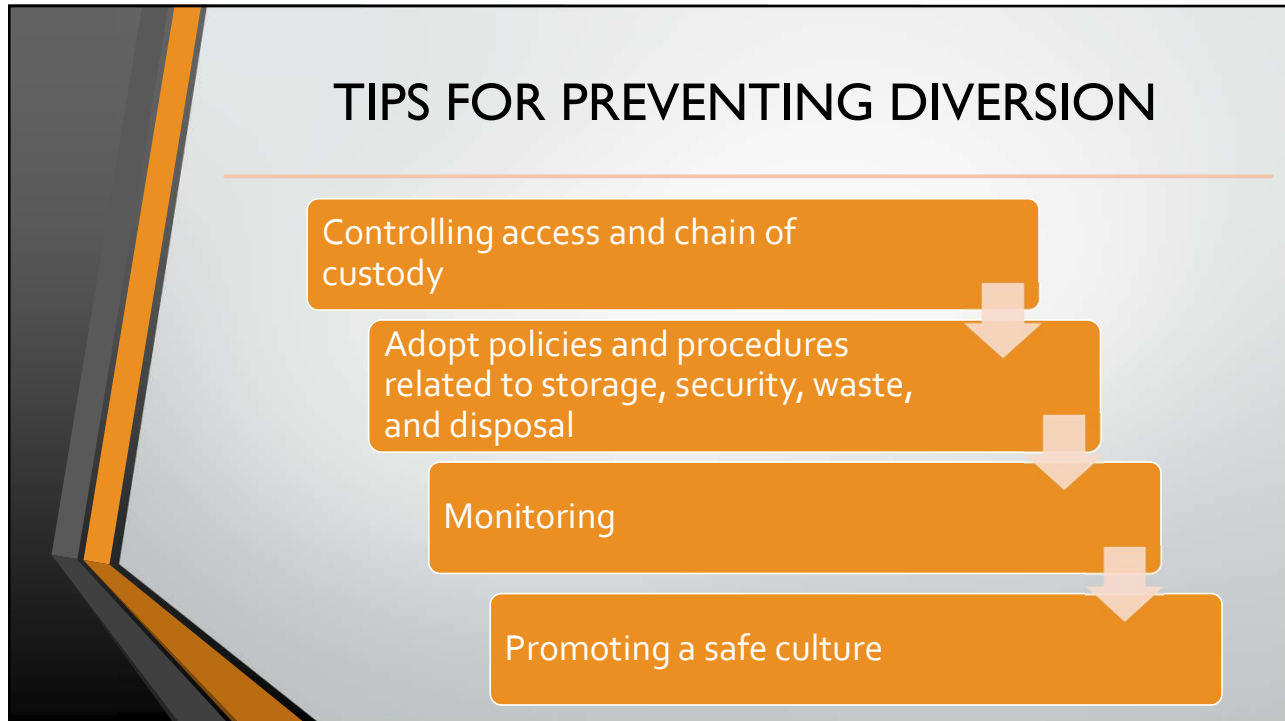 TIPS FOR PREVENTING DIVERSION
Controlling access and chain of
custody
Adopt policies and procedures
related to storage, security, waste,
and disposal
Monitoring
Promoting a safe culture